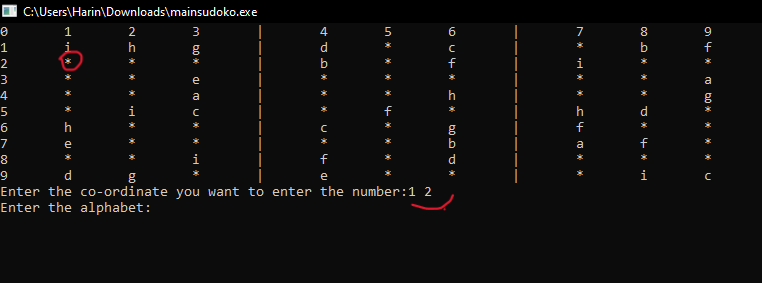 C:\Users\Harin\Downloads\mainsudoko.exe
0 1 2 3 | 4 5 6 | 7 8 9
1 i h g | d * c | * b f
2 * * * | b * f | i * *
3 * * e | * * * | * * a
4 * * a | * * h | * * g
5 * i c | * f * | h d *
6 h * * | c * g | f * *
7 e * * | * * b | a f *
8 * * i | f * d | * * *
9 d g * | e * * | * i c
Enter the co-ordinate you want to enter the number:1 2
Enter the alphabet: